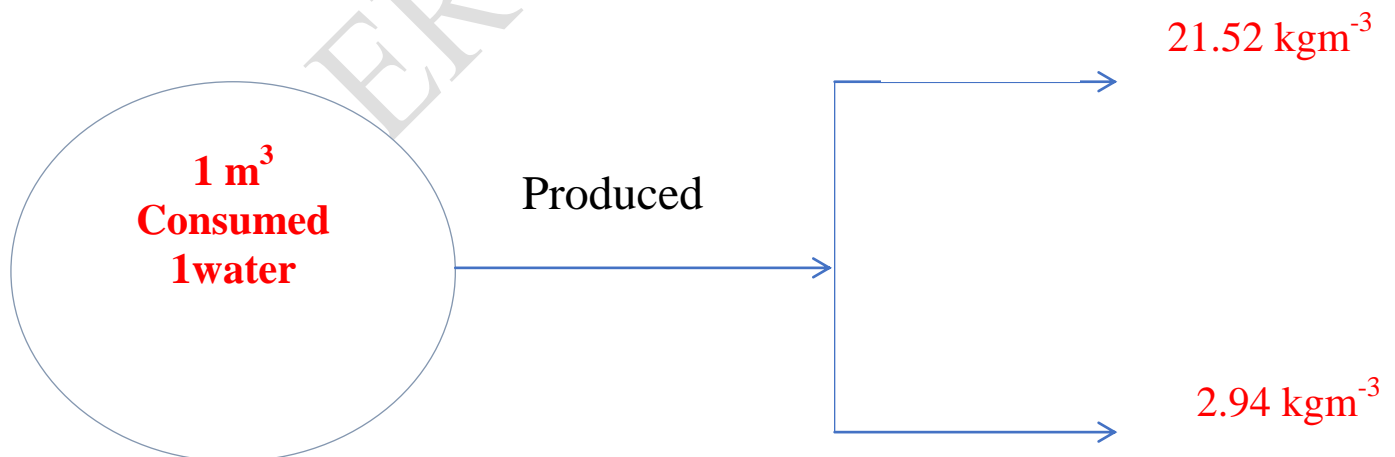 21.52 kgm⁻³
1 m³
Consumed
1water
Produced
2.94 kgm⁻³